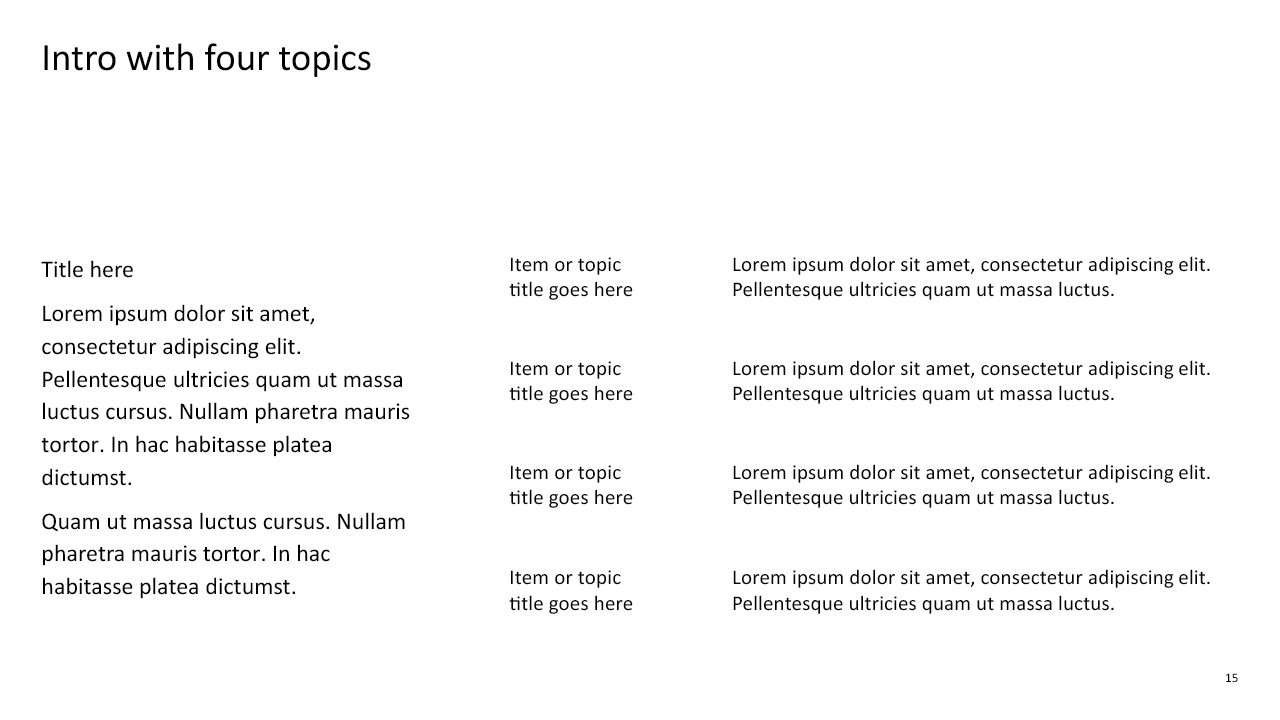 Intro with four topics
Title here
Lorem ipsum dolor sit amet,
consectetur adipiscing elit.
Pellentesque ultricies quam ut massa
luctus cursus. Nullam pharetra mauris
tortor. In hac habitasse platea
dictumst.
Quam ut massa luctus cursus. Nullam
pharetra mauris tortor. In hac
habitasse platea dictumst.
Item or topic
title goes here
Lorem ipsum dolor sit amet, consectetur adipiscing elit.
Pellentesque ultricies quam ut massa luctus.
Item or topic
title goes here
Lorem ipsum dolor sit amet, consectetur adipiscing elit.
Pellentesque ultricies quam ut massa luctus.
Item or topic
title goes here
Lorem ipsum dolor sit amet, consectetur adipiscing elit.
Pellentesque ultricies quam ut massa luctus.
Item or topic
title goes here
Lorem ipsum dolor sit amet, consectetur adipiscing elit.
Pellentesque ultricies quam ut massa luctus.
15